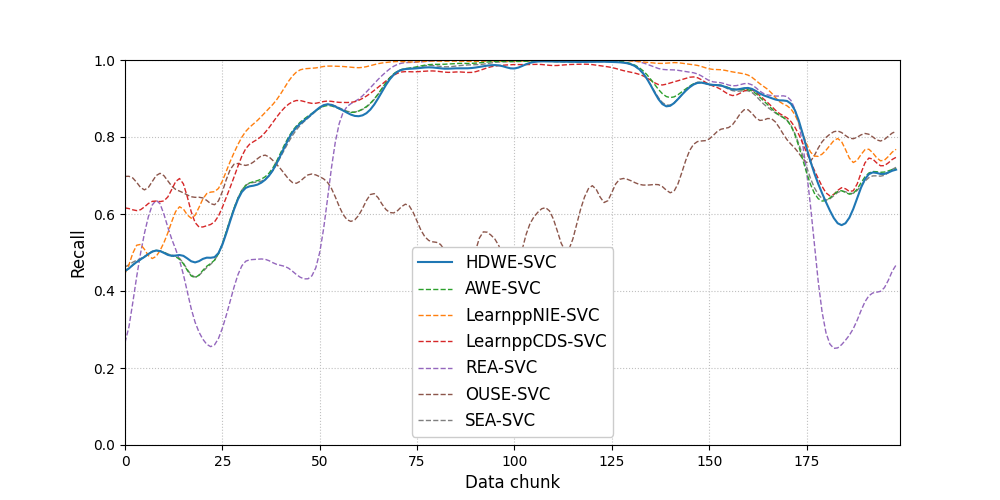 1.0
0.8
0.6
0.4
0.2
0.0
Recall
HDWE-SVC
AWE-SVC
LearnppNIE-SVC
LearnppCDS-SVC
REA-SVC
OUSE-SVC
SEA-SVC
0 25 50 75 100 125 150 175
Data chunk